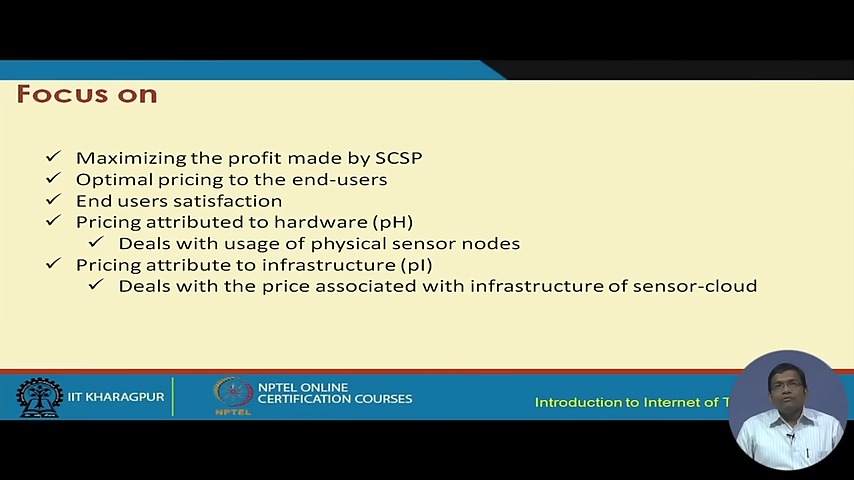 Focus on
✓ Maximizing the profit made by SCSP
✓ Optimal pricing to the end-users
✓ End users satisfaction
✓ Pricing attributed to hardware (pH)
✓ Deals with usage of physical sensor nodes
✓ Pricing attribute to infrastructure (pI)
✓ Deals with the price associated with infrastructure of sensor-cloud
IIT KHARAGPUR
NPTEL
NPTEL ONLINE
CERTIFICATION COURSES
Introduction to Internet of T